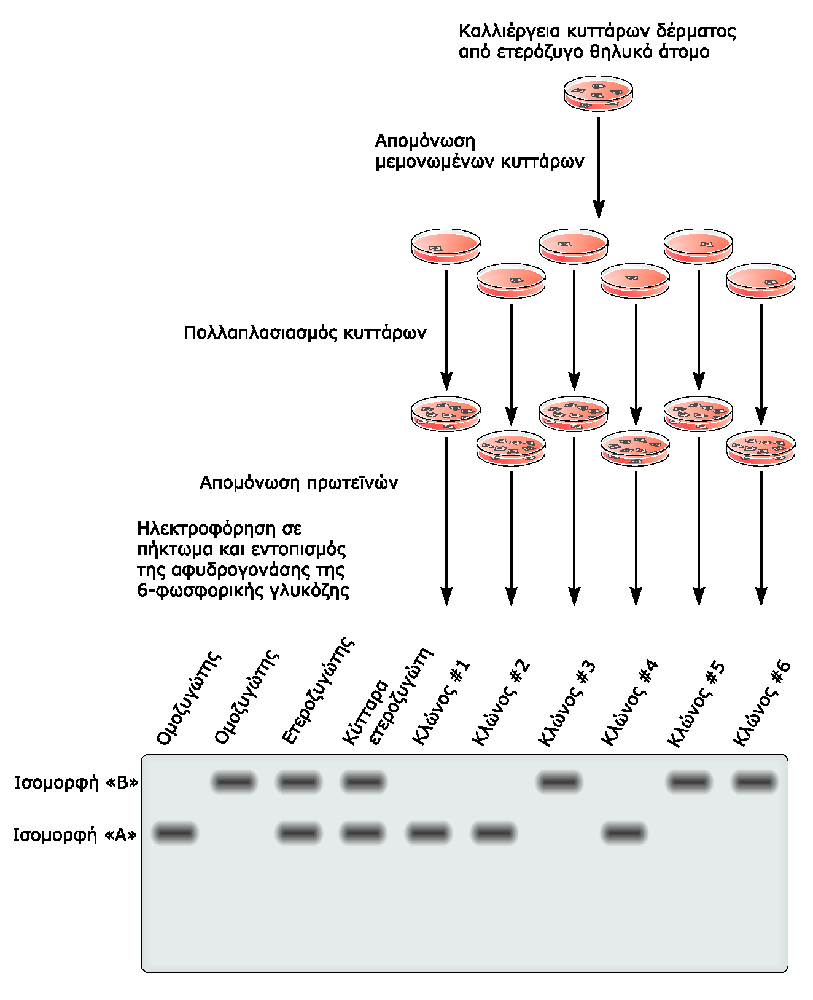 Καλλιέργεια κυττάρων δέρματος
από ετερόζυγο θηλυκό άτομο
Απομόνωση
μεμονωμένων κυττάρων
Πολλαπλασιασμός κυττάρων
Απομόνωση πρωτεϊνών
Ηλεκτροφόρηση σε
πήκτωμα και εντοπισμός
της αφυδρογονάσης της
6-φωσφορικής γλυκόζης
Ομοζυγώτης
Ομοζυγώτης
Ετεροζυγώτης
Κύτταρα
ετεροζυγώτη
Κλώνος #1
Κλώνος #2
Κλώνος #3
Κλώνος #4
Κλώνος #5
Κλώνος #6
Ισομορφή «Β»
Ισομορφή «Α»